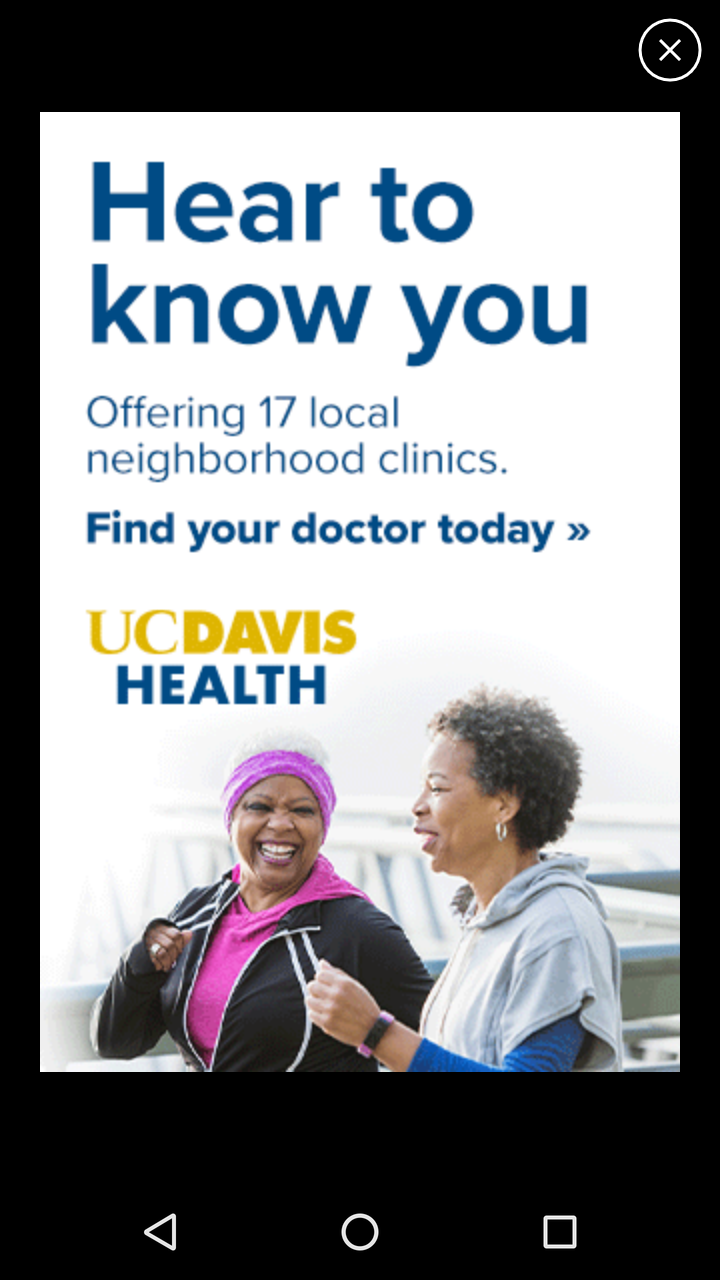 Hear to
know you
Offering 17 local
neighborhood clinics.
Find your doctor today »
UCDAVIS
HEALTH